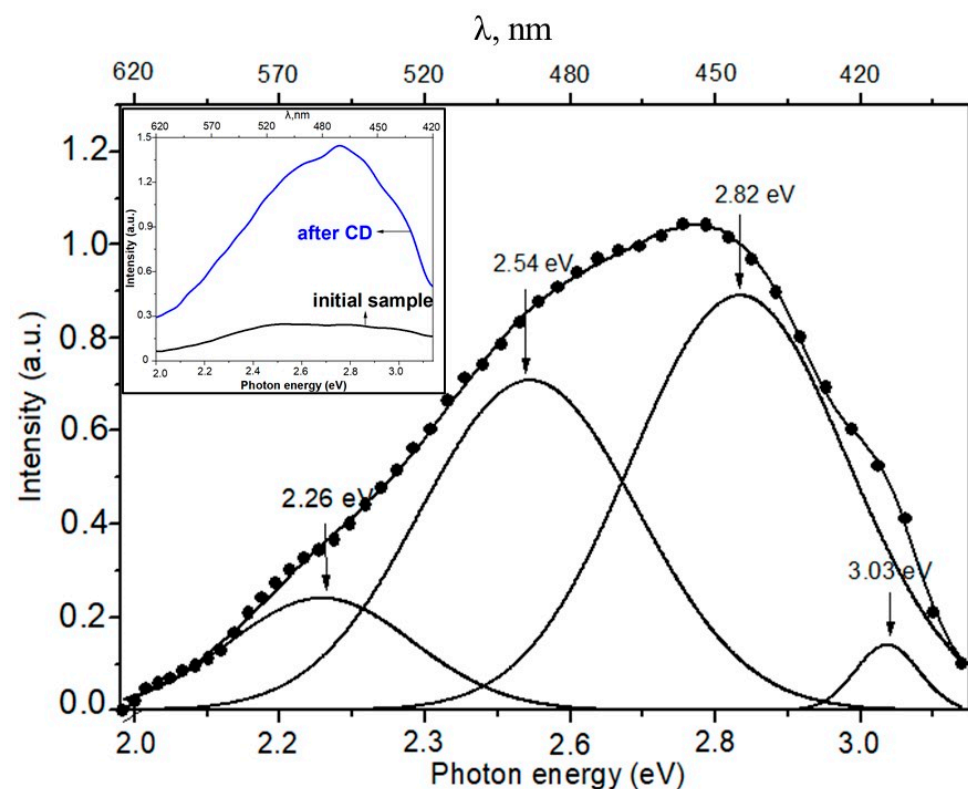 λ, nm
620 570 520 480 450 420
λ,nm
620 570 520 480 450 420
1.5
1.2
0.9
0.6
0.3
0
Intensity (a.u.)
after CD
initial sample
2.0 2.2 2.4 2.6 2.8 3.0
Photon energy (eV)
1.2
1.0
0.8
0.6
0.4
0.2
0.0
Intensity (a.u.)
2.82 eV
2.54 eV
2.26 eV
3.03 eV
2.0 2.2 2.4 2.6 2.8 3.0
Photon energy (eV)